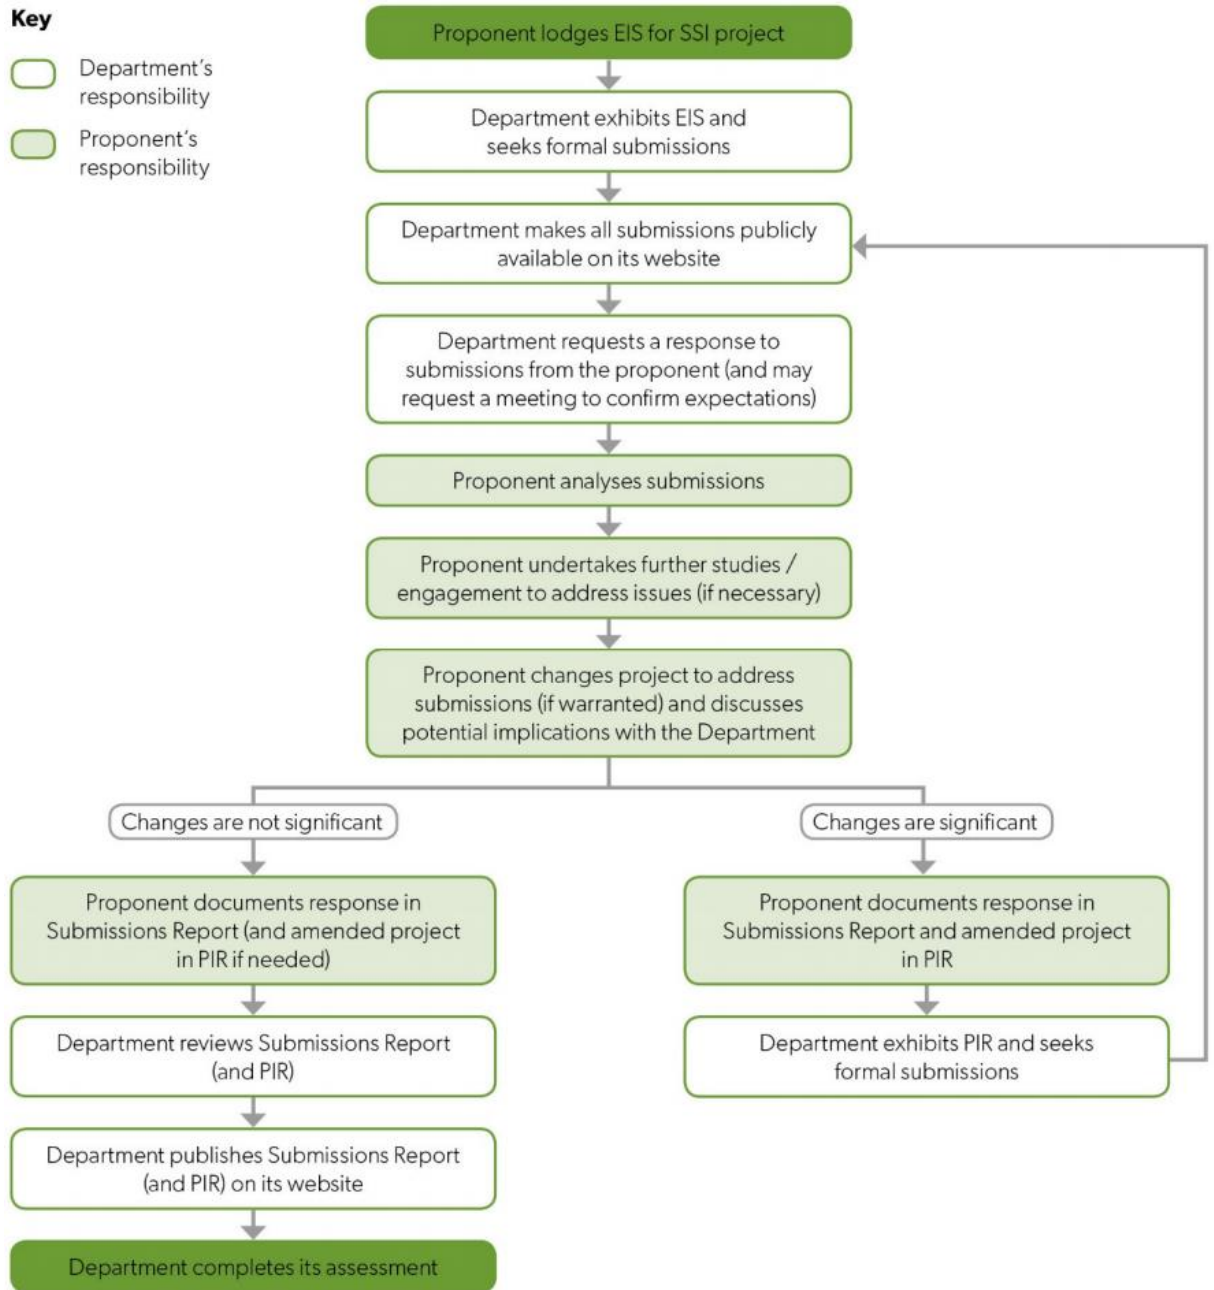 Key
Department's
responsibility
Proponent's
responsibility
Proponent lodges EIS for SSI project
Department exhibits EIS and
seeks formal submissions
Department makes all submissions publicly
available on its website
Department requests a response to
submissions from the proponent (and may
request a meeting to confirm expectations)
Proponent analyses submissions
Proponent undertakes further studies /
engagement to address issues (if necessary)
Proponent changes project to address
submissions (if warranted) and discusses
potential implications with the Department
Changes are not significant
Proponent documents response in
Submissions Report (and amended project
in PIR if needed)
Department reviews Submissions Report
(and PIR)
Department publishes Submissions Report
(and PIR) on its website
Department completes its assessment
Changes are significant
Proponent documents response in
Submissions Report and amended project
in PIR
Department exhibits PIR and seeks
formal submissions